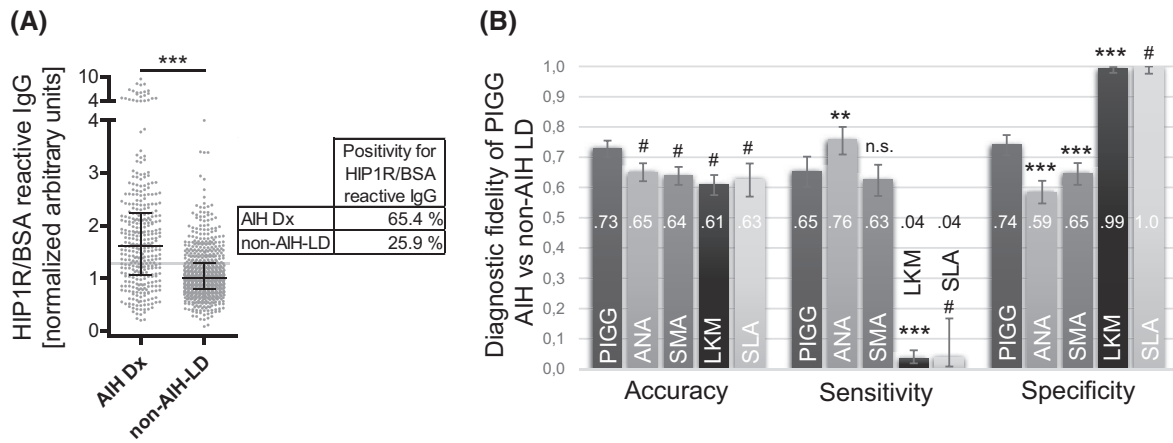 (A)
HIP1R/BSA reactive IgG
[normalized arbitrary units]
***
10
4
4
3
2
1
0
AIH Dx
non-AIH-LD
Positivity for
HIP1R/BSA
reactive IgG
AIH Dx 65.4 %
non-AIH-LD 25.9 %
(B)
Diagnostic fidelity of PIGG
AIH vs non-AIH LD
1,0
0,9
0,8
0,7
0,6
0,5
0,4
0,3
0,2
0,1
0,0
# # # #
.73 .65 .64 .61 .63
PIGG ANA SMA LKM SLA
Accuracy
** n.s. *** #
.65 .76 .63 .04 .04
PIGG ANA SMA LKM SLA
Sensitivity
*** *** *** #
.74 .59 .65 .99 1.0
PIGG ANA SMA LKM SLA
Specificity